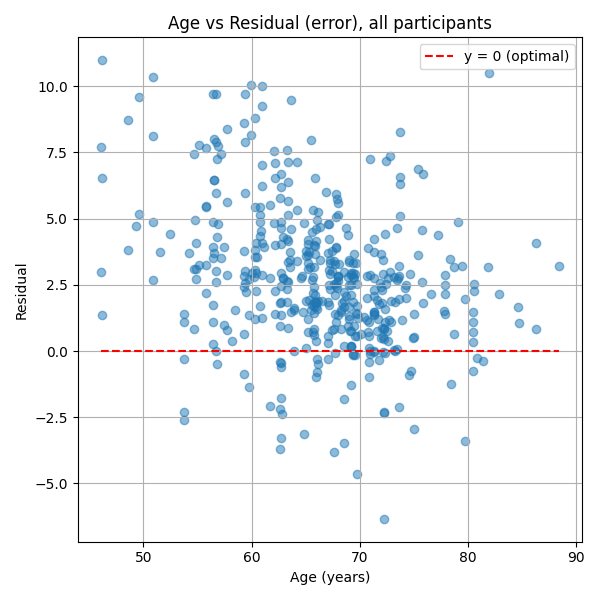 Age vs Residual (error), all participants
y = 0 (optimal)
10.0
7.5
5.0
2.5
0.0
−2.5
−5.0
Residual
50 60 70 80 90
Age (years)